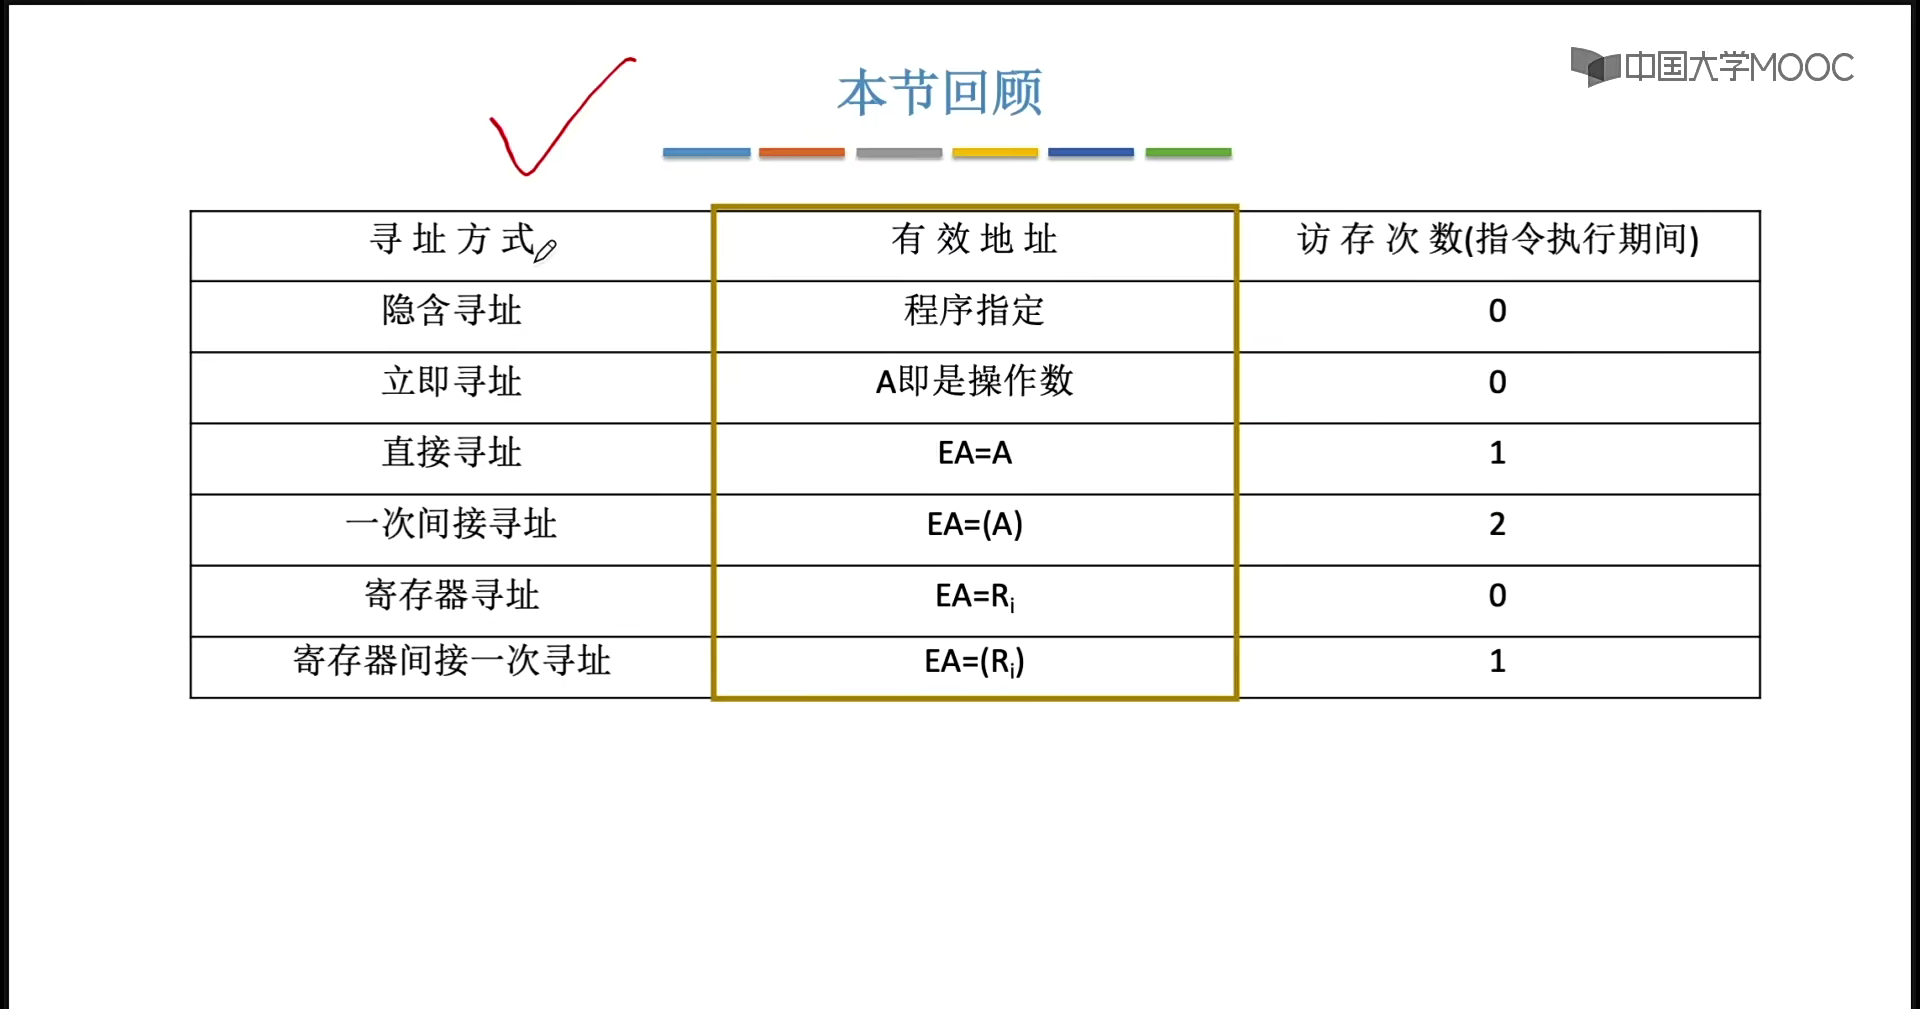 中国大学MOOC
本节回顾
寻址方式 有效地址 访存次数(指令执行期间)
隐含寻址 程序指定 0
立即寻址 A即是操作数 0
直接寻址 EA=A 1
一次间接寻址 EA=(A) 2
寄存器寻址 EA=Ri 0
寄存器间接一次寻址 EA=(Ri) 1